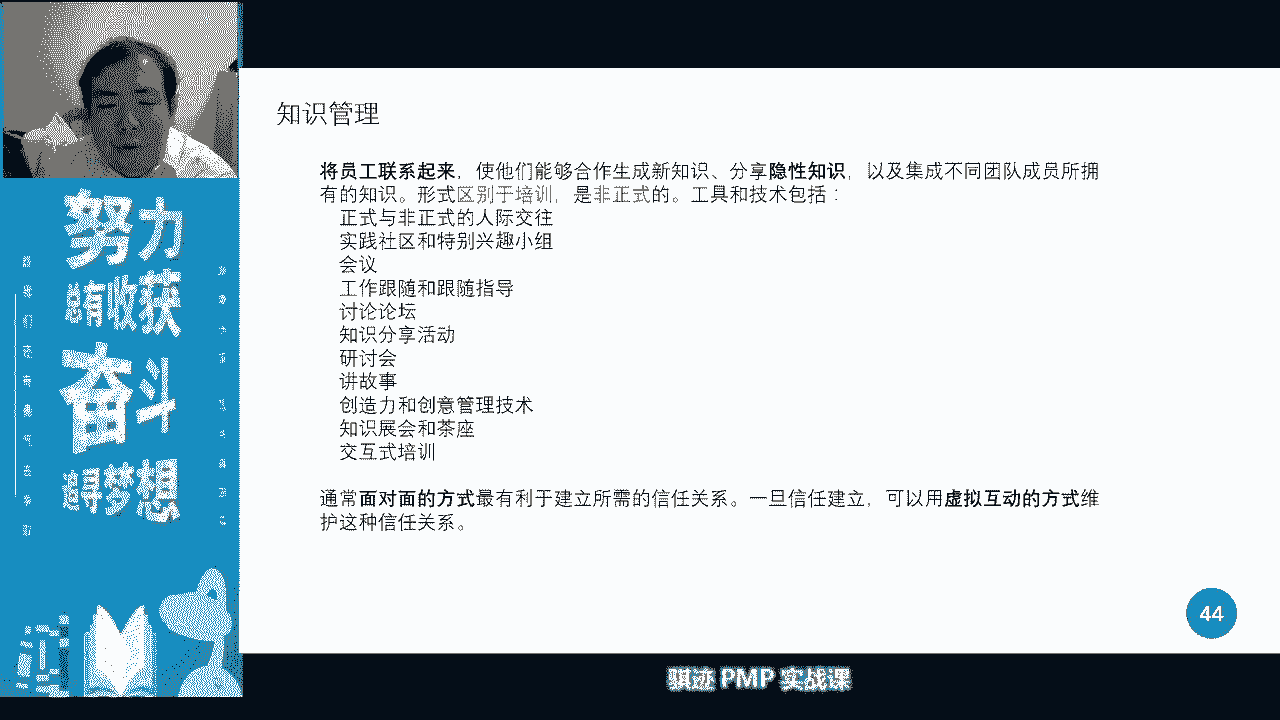 知识管理
将员工联系起来，使他们能够合作生成新知识、分享隐性知识，以及集成不同团队成员所拥
有的知识。形式区别于培训，是非正式的。工具和技术包括：
正式与非正式的人际交往
实践社区和特别兴趣小组
会议
工作跟随和跟随指导
讨论论坛
知识分享活动
研讨会
讲故事
创造力和创意管理技术
知识展会和茶座
交互式培训
通常面对面的方式最有利于建立所需的信任关系。一旦信任建立，可以用虚拟互动的方式维
护这种信任关系。
44
努力
总有收获
奋斗
追寻梦想
骐迹 PMP 实战课